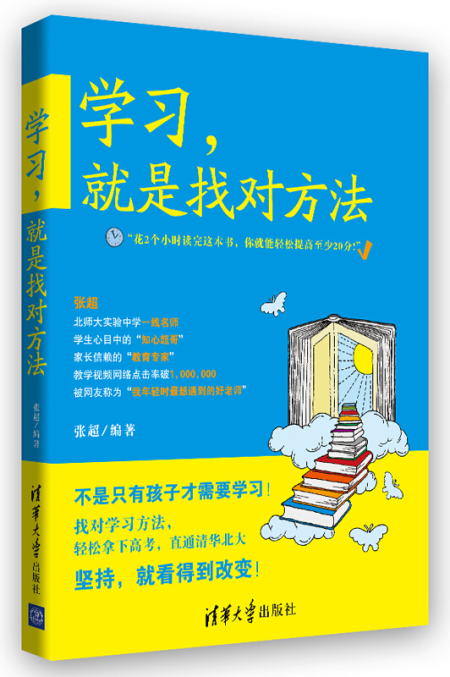 学习，
就是找对方法
“花2个小时读完这本书，你就能轻松提高至少20分!”
张超
北师大实验中学一线名师
学生心目中的“知心超哥”
家长信赖的“教育专家”
教学视频网络点击率破1,000,000
被网友称为“我年轻时最想遇到的好老师”
张超/编著
不是只有孩子才需要学习！
找对学习方法，
轻松拿下高考，直通清华北大
坚持，就看得到改变！
清华大学出版社
学习，就是找对方法
张超/编著
清华大学出版社